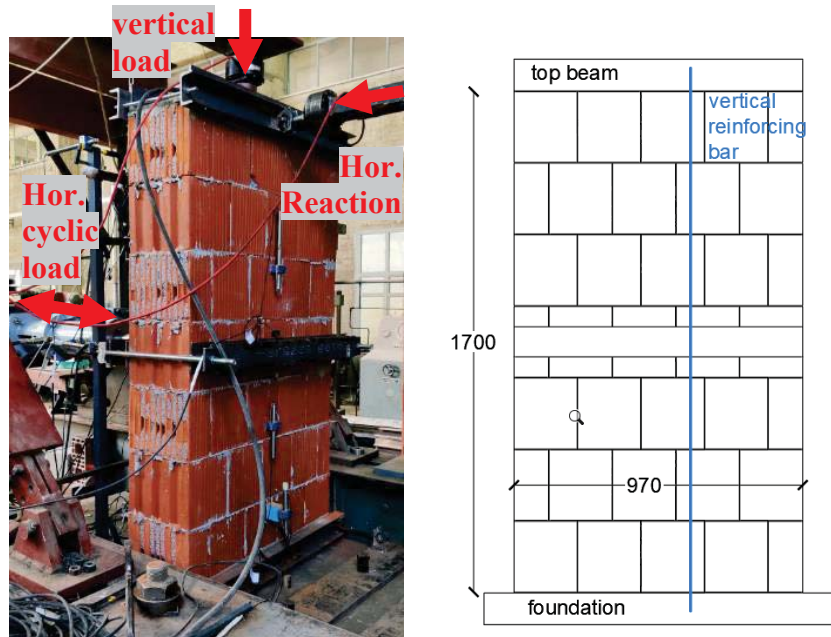 vertical
load
Hor.
Reaction
Hor.
cyclic
load
top beam
vertical
reinforcing
bar
1700
970
foundation